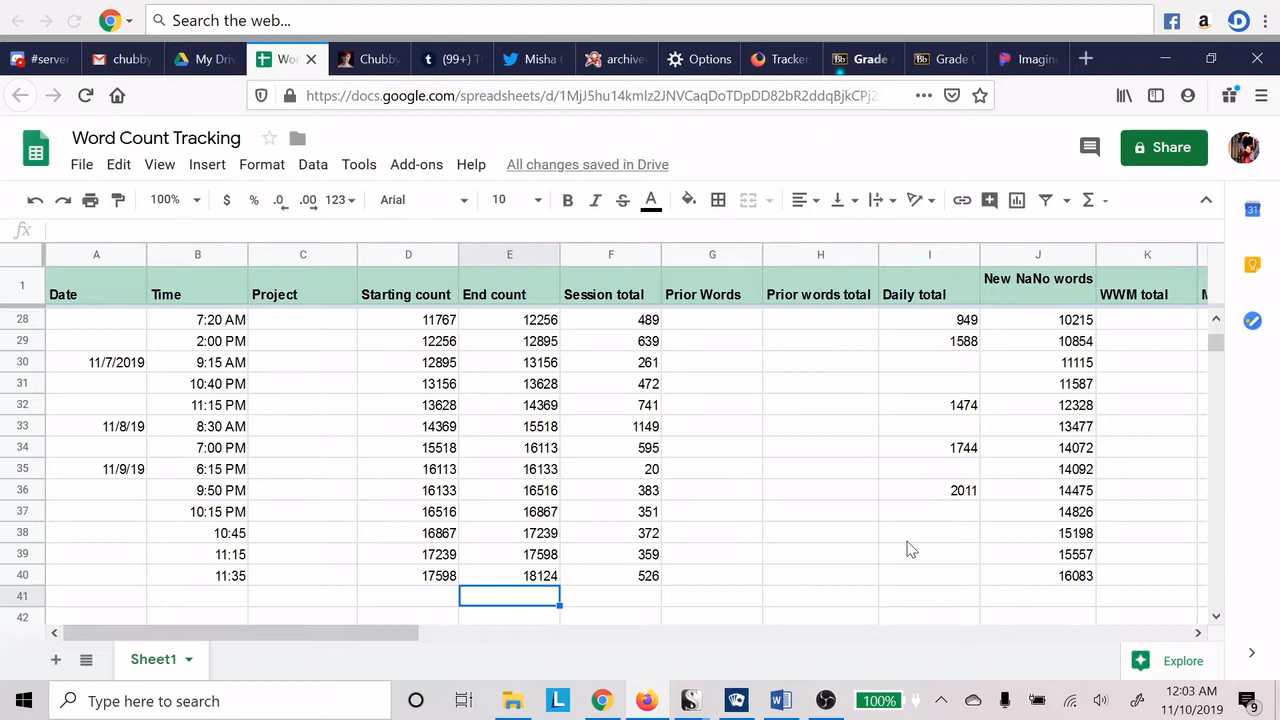 Search the web...
#server
chubby
My Driv
Wo
Chubby
(99+) T
Misha
archive
Options
Tracker
Grade
Grade
Imagin
https://docs.google.com/spreadsheets/d/1MjJ5hu14kmlz2JNVCaqDoTDpDD82bR2ddqBjkCPj2
Word Count Tracking
File Edit View Insert Format Data Tools Add-ons Help All changes saved in Drive
Share
100% $ % .0 .00 123 Arial 10 B I S A
fx
A B C D E F G H I J K
1 Date Time Project Starting count End count Session total Prior Words Prior words total Daily total New NaNo words WWM total
28 7:20 AM 11767 12256 489 949 10215
29 2:00 PM 12256 12895 639 1588 10854
30 11/7/2019 9:15 AM 12895 13156 261 11115
31 10:40 PM 13156 13628 472 11587
32 11:15 PM 13628 14369 741 1474 12328
33 11/8/19 8:30 AM 14369 15518 1149 13477
34 7:00 PM 15518 16113 595 1744 14072
35 11/9/19 6:15 PM 16113 16133 20 14092
36 9:50 PM 16133 16516 383 2011 14475
37 10:15 PM 16516 16867 351 14826
38 10:45 16867 17239 372 15198
39 11:15 17239 17598 359 15557
40 11:35 17598 18124 526 16083
41
42
Sheet1
Explore
Type here to search
100%
12:03 AM
11/10/2019
9